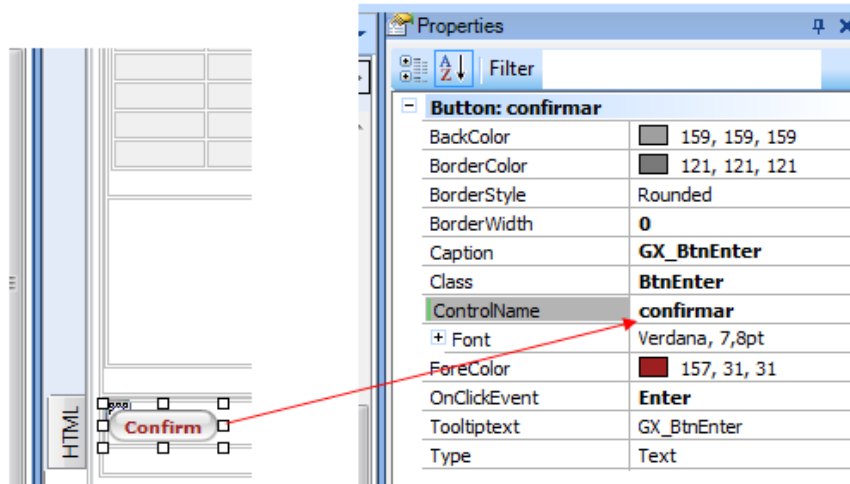 Properties
Filter
Button: confirmar
BackColor 159, 159, 159
BorderColor 121, 121, 121
BorderStyle Rounded
BorderWidth 0
Caption GX_BtnEnter
Class BtnEnter
ControlName confirmar
Font Verdana, 7,8pt
ForeColor 157, 31, 31
OnClickEvent Enter
Tooltiptext GX_BtnEnter
Type Text
HTML
Confirm